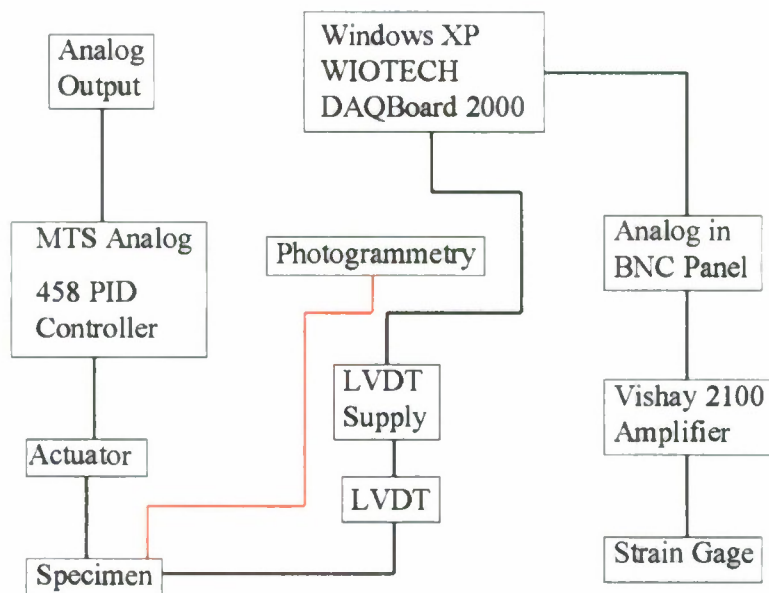 Analog
Output
Windows XP
WIOTECH
DAQBoard 2000
MTS Analog
458 PID
Controller
Photogrammetry
Analog in
BNC Panel
LVDT
Supply
Vishay 2100
Amplifier
Actuator
LVDT
Specimen
Strain Gage